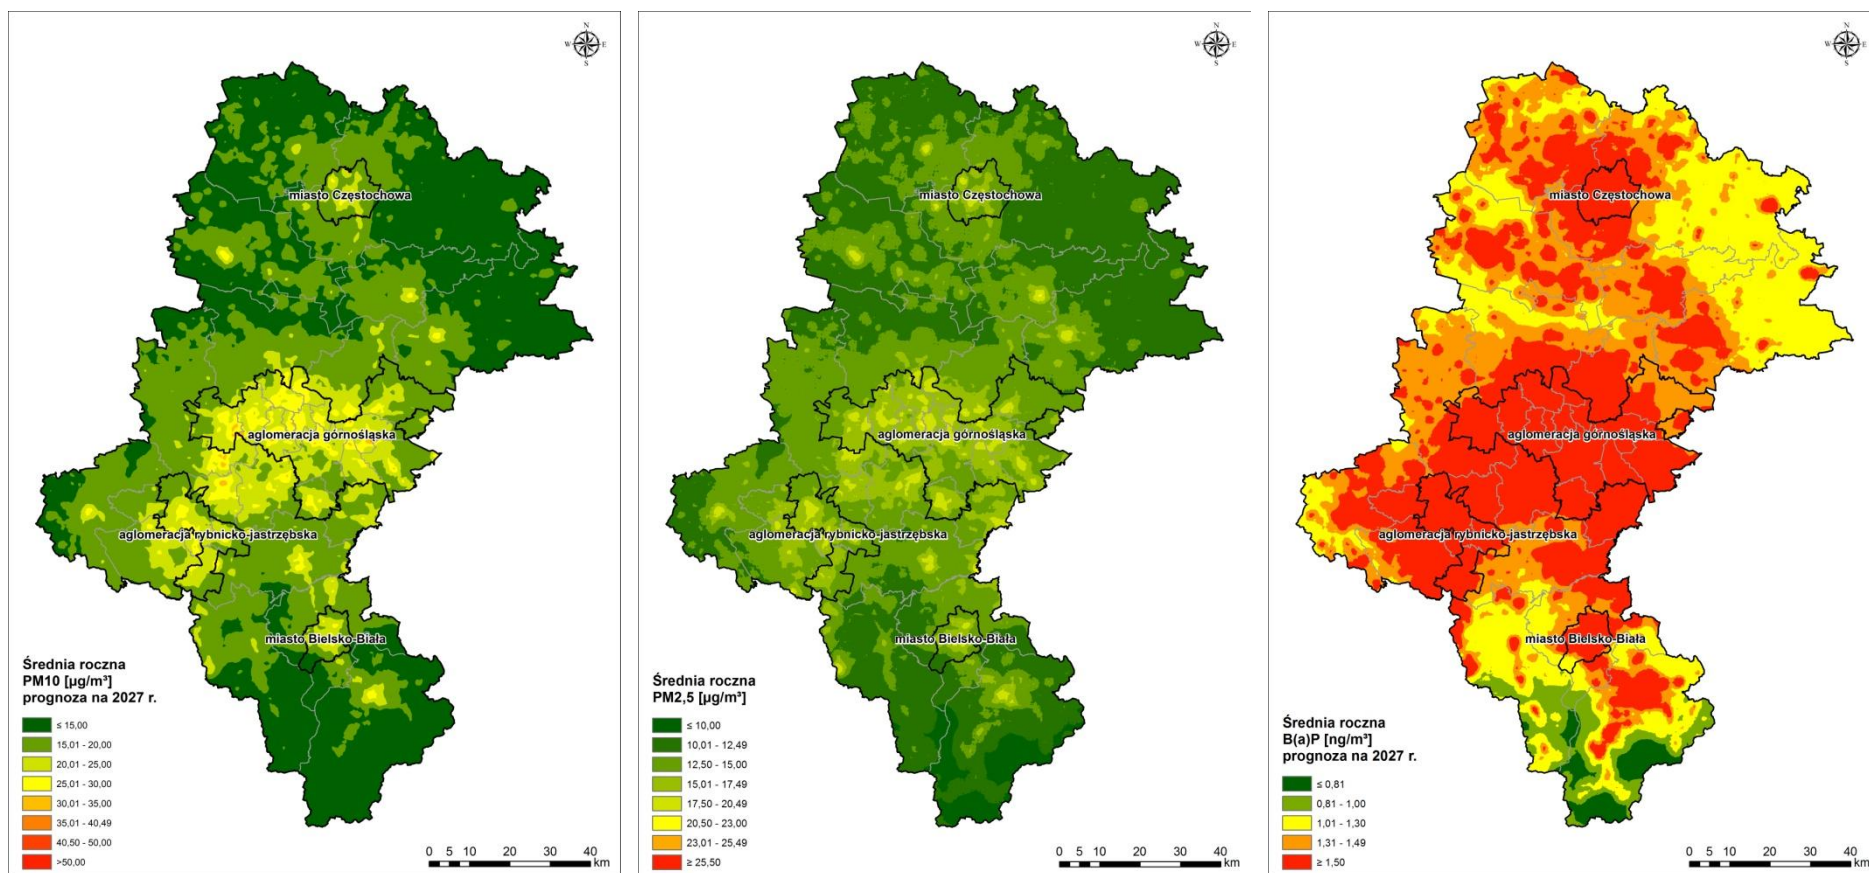 N
W E
S
miasto Częstochowa
aglomeracja górnośląska
aglomeracja rybnicko-jastrzębska
miasto Bielsko-Biała
Średnia roczna
PM10 [µg/m³]
prognoza na 2027 r.
≤ 15,00
15,01 - 20,00
20,01 - 25,00
25,01 - 30,00
30,01 - 35,00
35,01 - 40,49
40,50 - 50,00
>50,00
0 5 10 20 30 40
km
N
W E
S
miasto Częstochowa
aglomeracja górnośląska
aglomeracja rybnicko-jastrzębska
miasto Bielsko-Biała
Średnia roczna
PM2,5 [µg/m³]
≤ 10,00
10,01 - 12,49
12,50 - 15,00
15,01 - 17,49
17,50 - 20,49
20,50 - 23,00
23,01 - 25,49
≥ 25,50
0 5 10 20 30 40
km
N
W E
S
miasto Częstochowa
aglomeracja górnośląska
aglomeracja rybnicko-jastrzębska
miasto Bielsko-Biała
Średnia roczna
B(a)P [ng/m³]
prognoza na 2027 r.
≤ 0,81
0,81 - 1,00
1,01 - 1,30
1,31 - 1,49
≥ 1,50
0 5 10 20 30 40
km